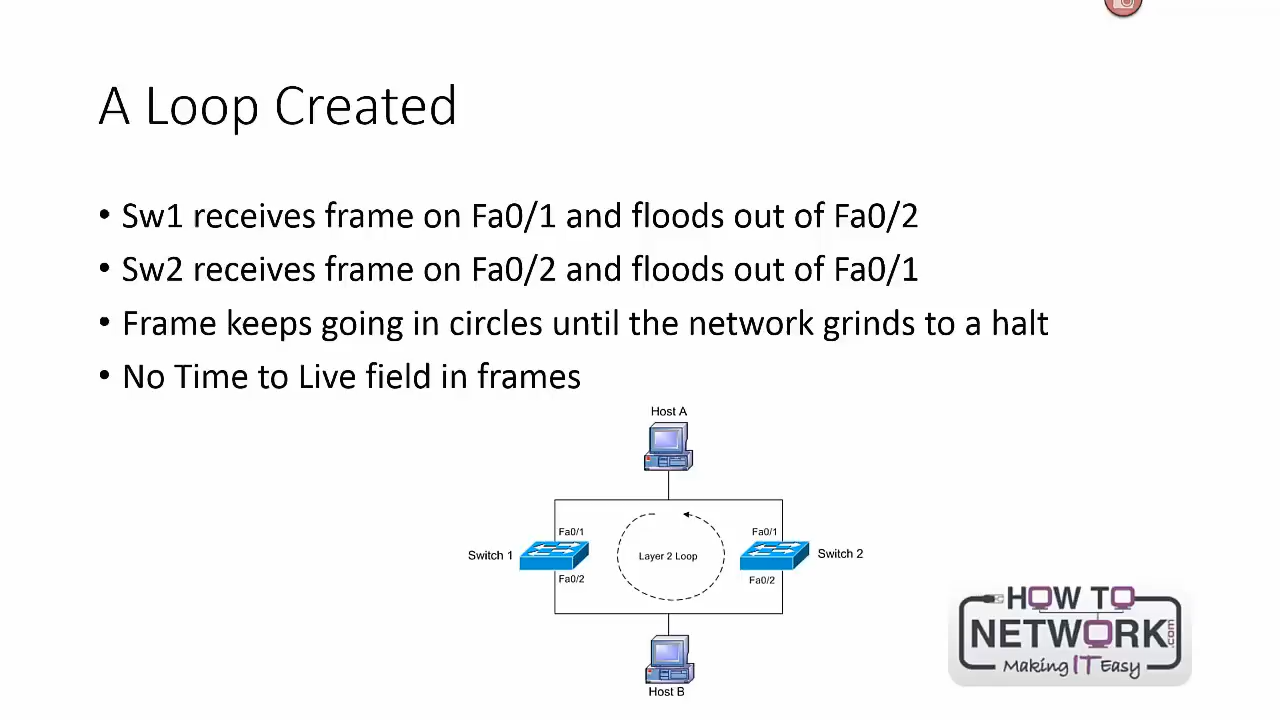 A Loop Created
• Sw1 receives frame on Fa0/1 and floods out of Fa0/2
• Sw2 receives frame on Fa0/2 and floods out of Fa0/1
• Frame keeps going in circles until the network grinds to a halt
• No Time to Live field in frames
Host A
Fa0/1
Fa0/1
Switch 1
Layer 2 Loop
Switch 2
Fa0/2
Fa0/2
Host B
HOW TO
NETWORK.com
Making IT Easy